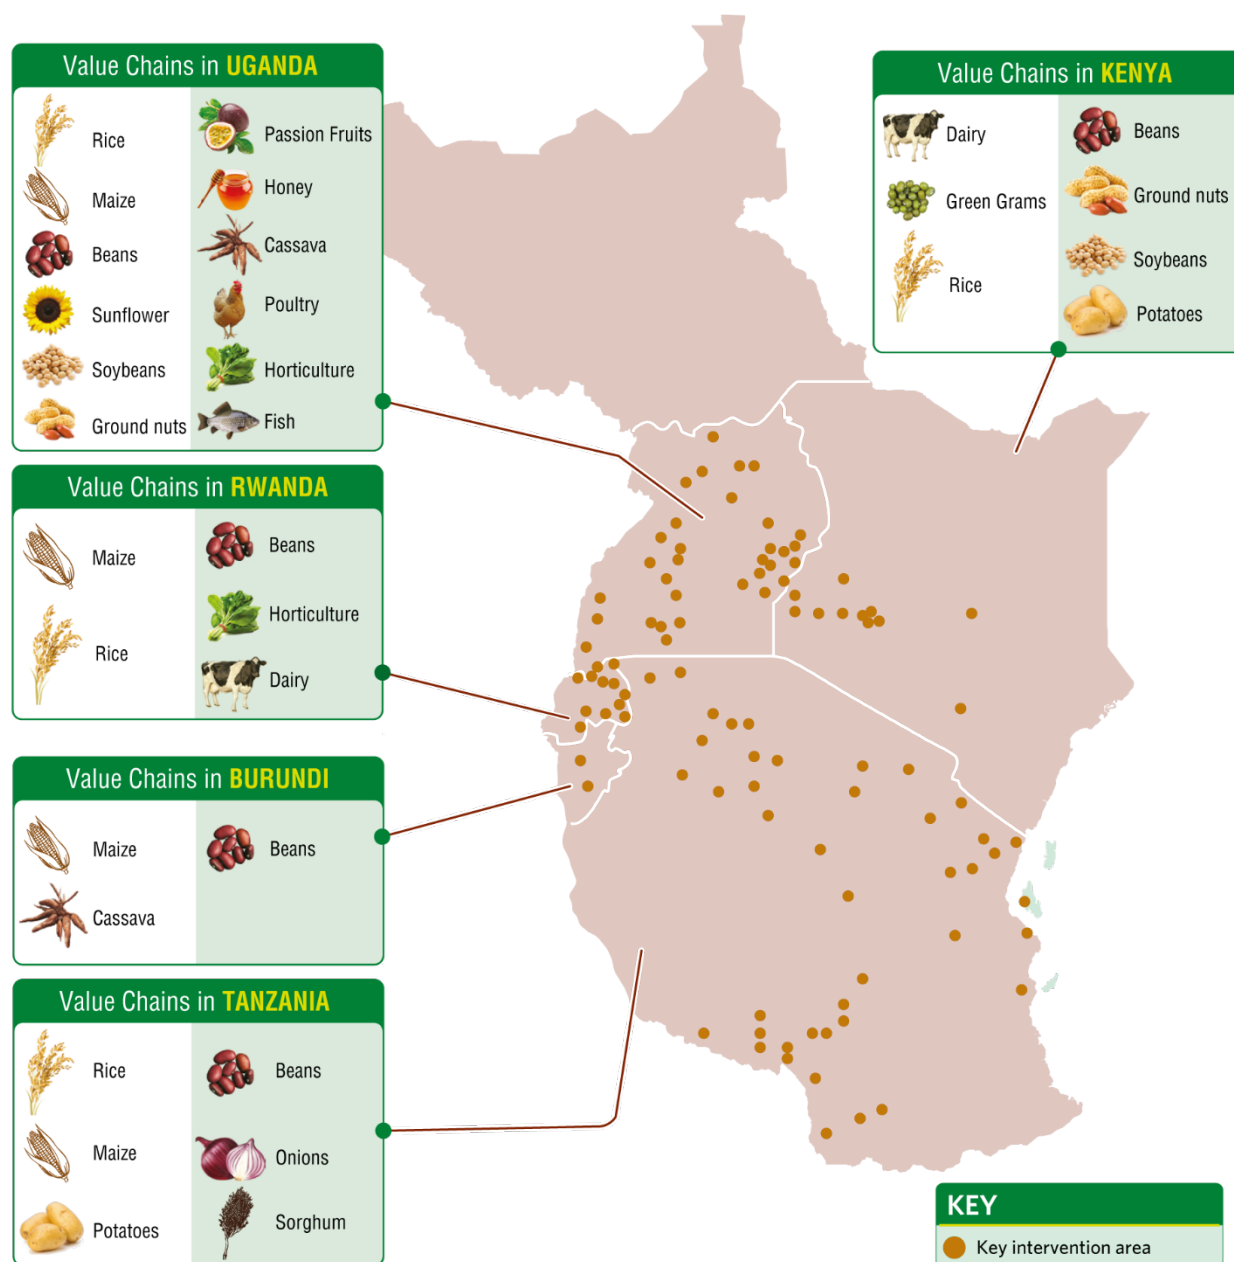 Value Chains in UGANDA
Rice
Maize
Beans
Sunflower
Soybeans
Ground nuts
Passion Fruits
Honey
Cassava
Poultry
Horticulture
Fish
Value Chains in KENYA
Dairy
Green Grams
Rice
Beans
Ground nuts
Soybeans
Potatoes
Value Chains in RWANDA
Maize
Rice
Beans
Horticulture
Dairy
Value Chains in BURUNDI
Maize
Cassava
Beans
Value Chains in TANZANIA
Rice
Maize
Potatoes
Beans
Onions
Sorghum
KEY
Key intervention area